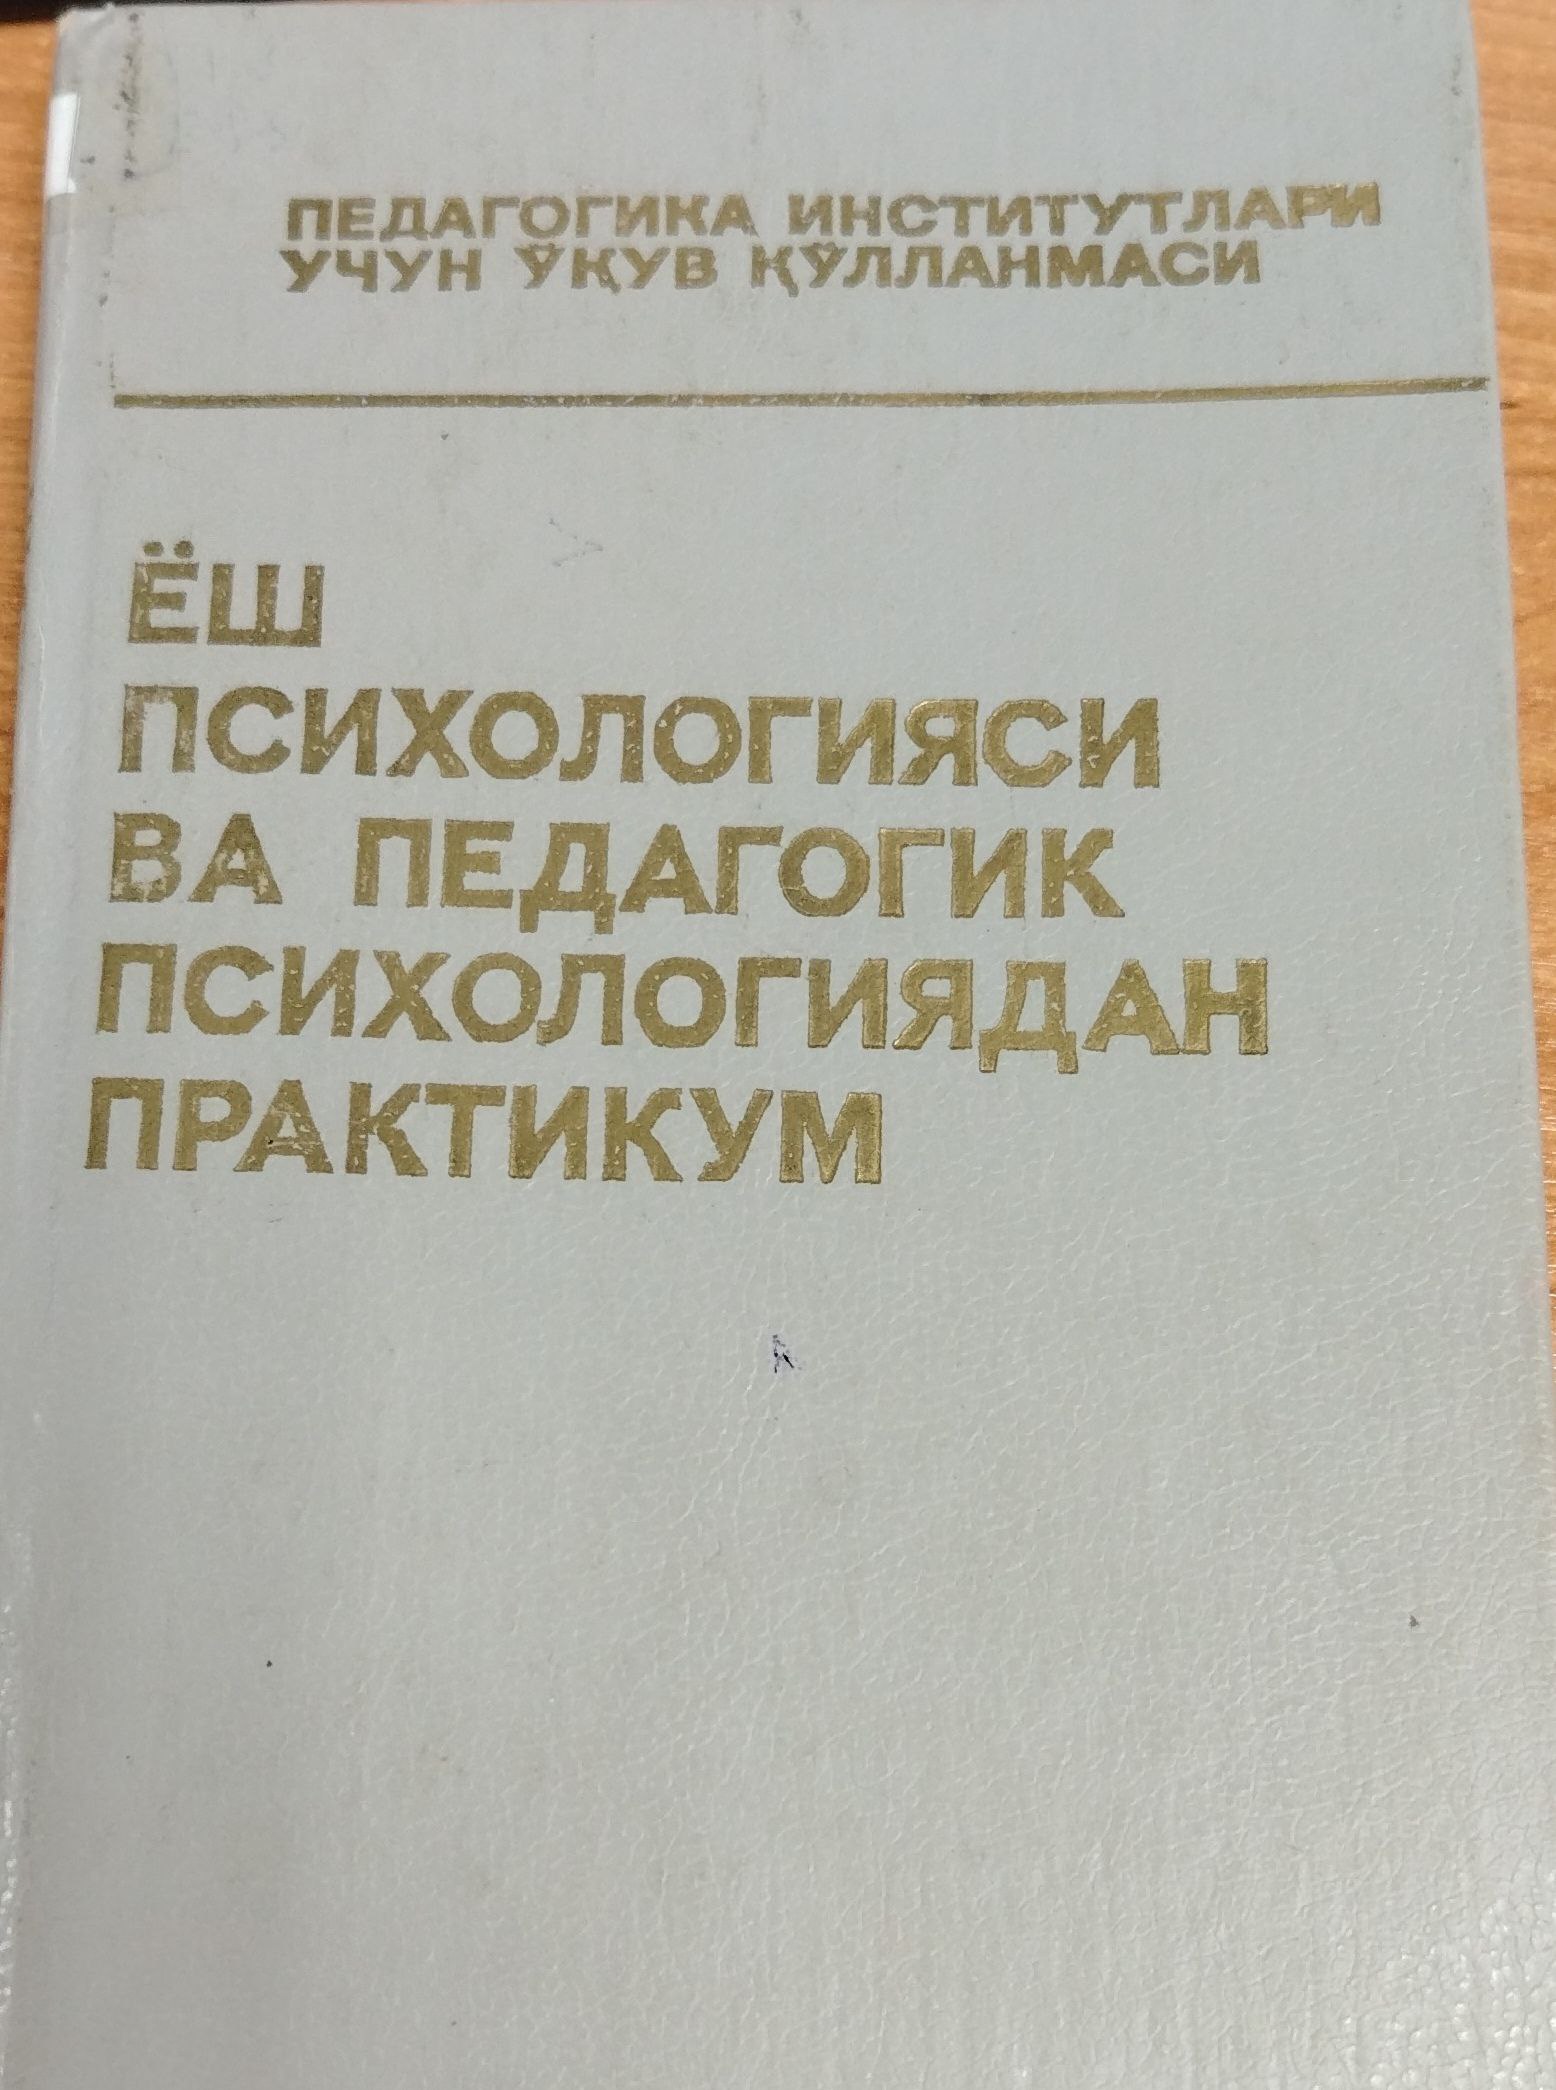 ПЕДАГОГИКА ИНСТИТУТЛАРИ
УЧУН ЎҚУВ ҚЎЛЛАНМАСИ
ЁШ
ПСИХОЛОГИЯСИ
ВА ПЕДАГОГИК
ПСИХОЛОГИЯДАН
ПРАКТИКУМ